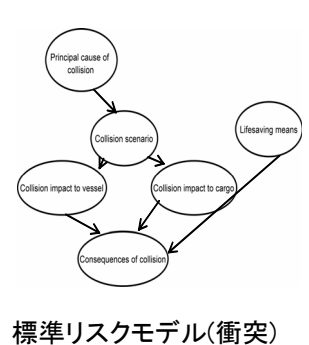 Principal cause of
collision
Collision scenario
Lifesaving means
Collision impact to vessel
Collision impact to cargo
Consequences of collision
標準リスクモデル(衝突)